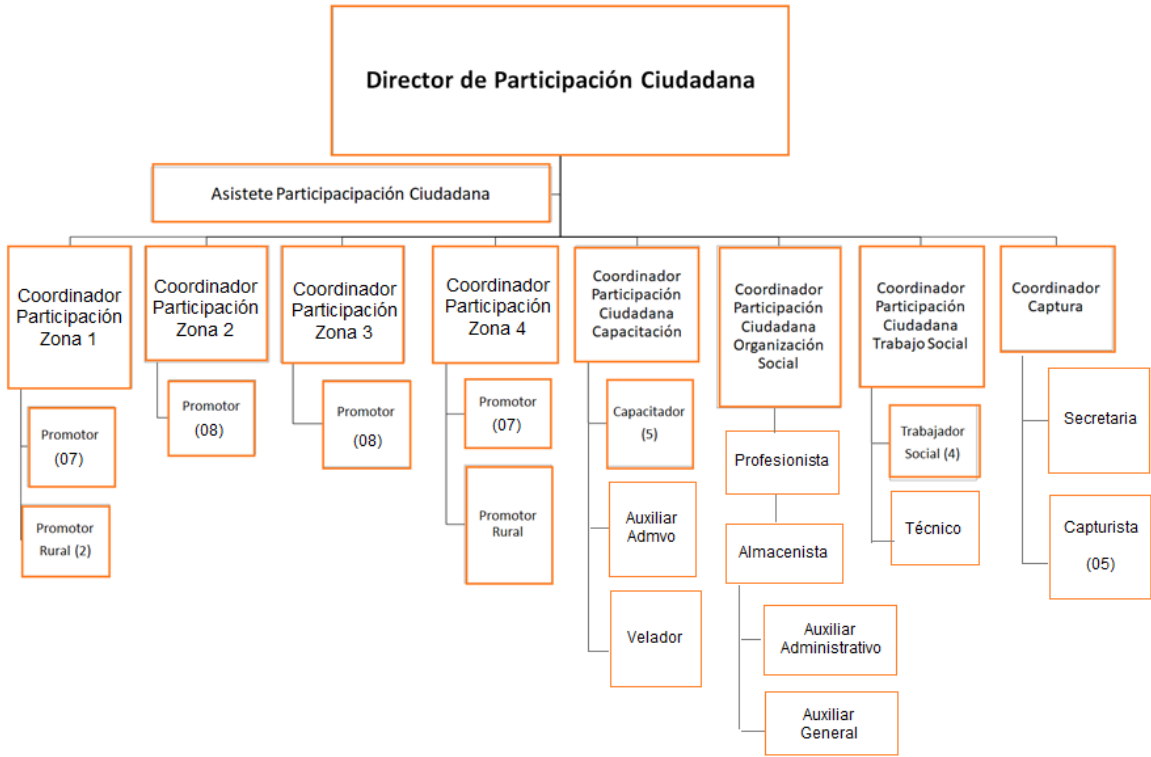 Director de Participación Ciudadana
Asistete Participacipación Ciudadana
Coordinador
Participación
Zona 1
Promotor
(07)
Promotor
Rural (2)
Coordinador
Participación
Zona 2
Promotor
(08)
Coordinador
Participación
Zona 3
Promotor
(08)
Coordinador
Participación
Zona 4
Promotor
(07)
Promotor
Rural
Coordinador
Participación
Ciudadana
Capacitación
Capacitador
(5)
Auxiliar
Admvo
Velador
Coordinador
Participación
Ciudadana
Organización
Social
Profesionista
Almacenista
Auxiliar
Administrativo
Auxiliar
General
Coordinador
Participación
Ciudadana
Trabajo Social
Trabajador
Social (4)
Técnico
Coordinador
Captura
Secretaria
Capturista
(05)